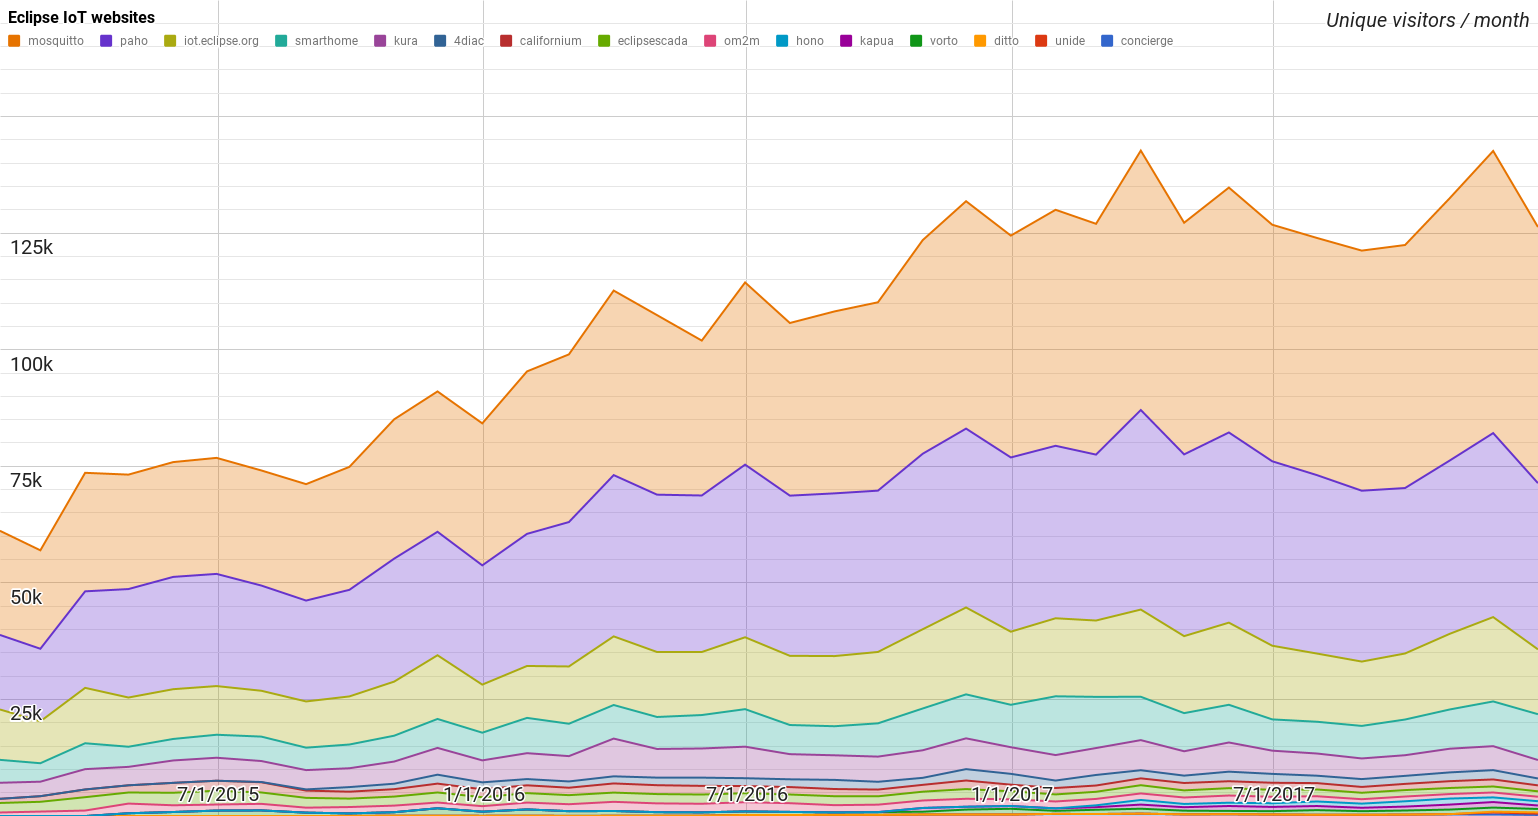 Eclipse IoT websites
Unique visitors / month
mosquitto paho iot.eclipse.org smarthome kura 4diac californium eclipsescada om2m hono kapua vorto ditto unide concierge
125k
100k
75k
50k
25k
7/1/2015 1/1/2016 7/1/2016 1/1/2017 7/1/2017